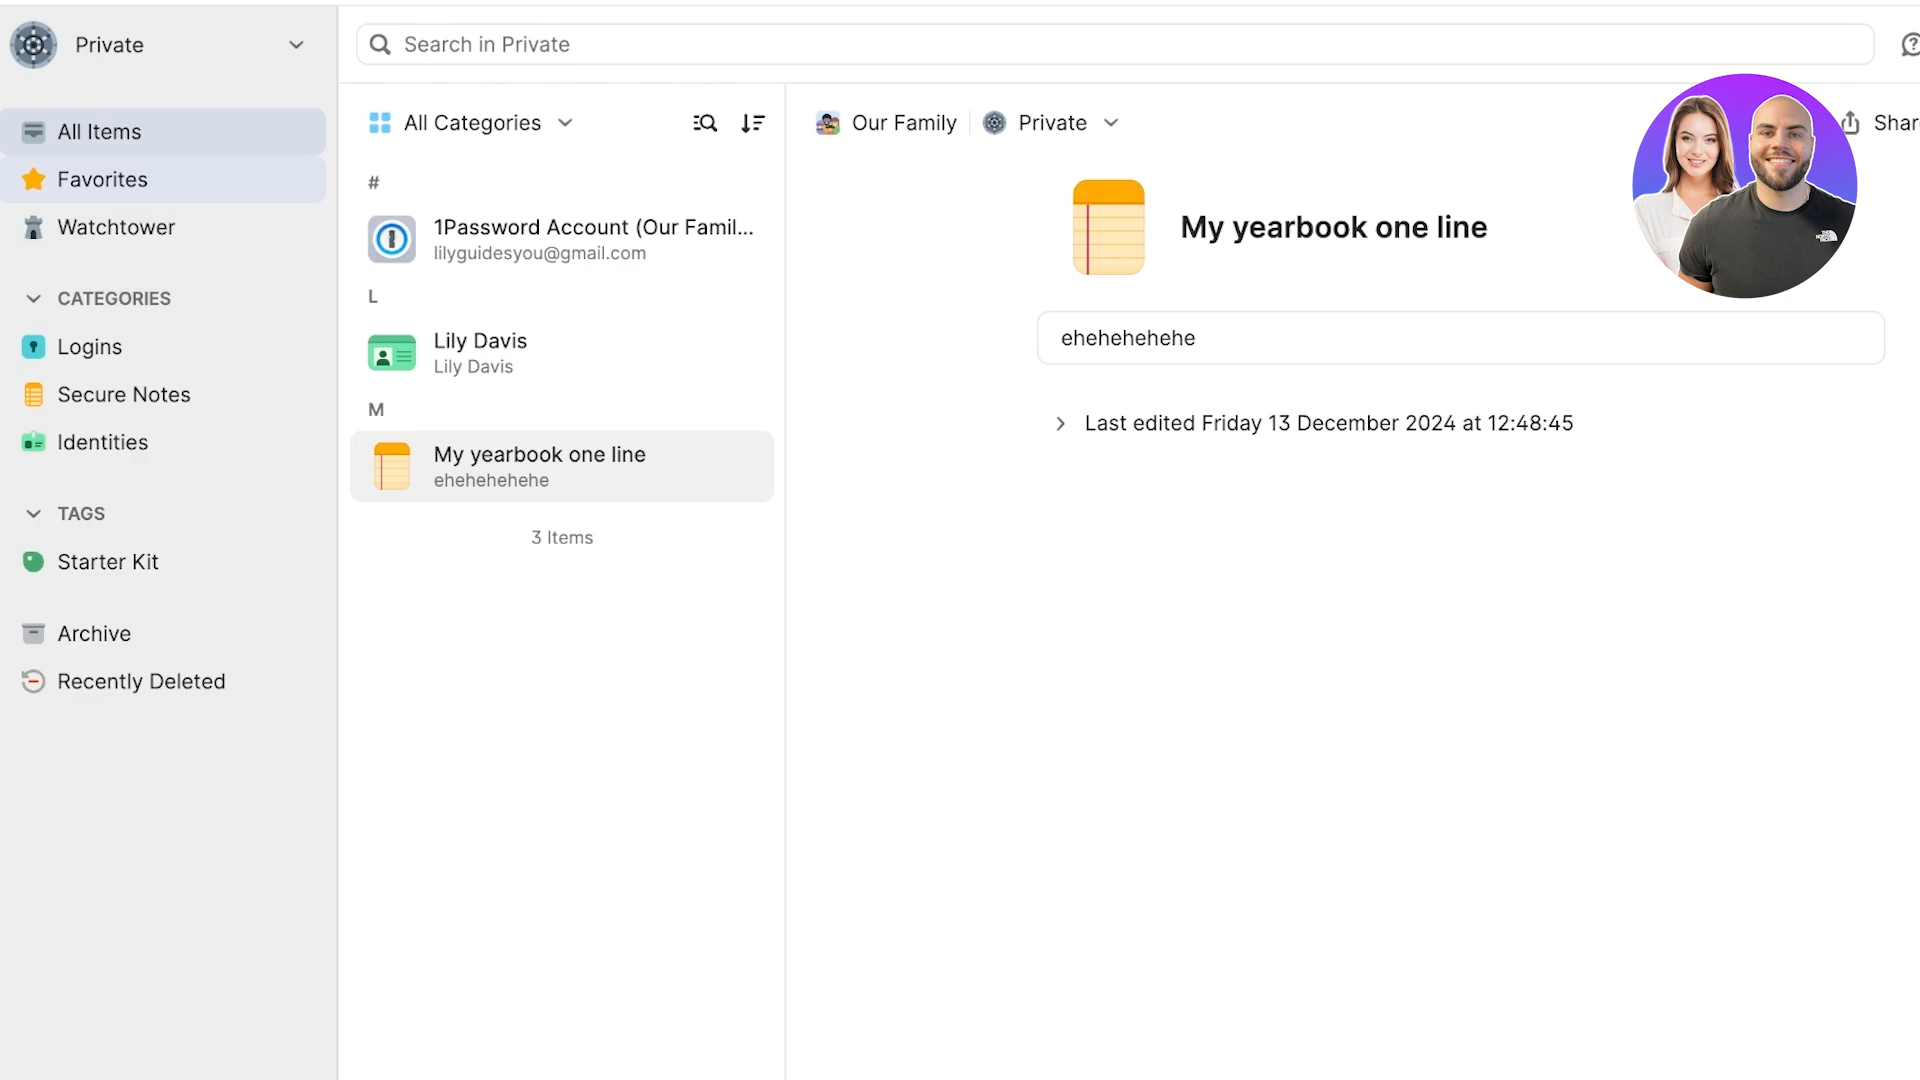 Private
Search in Private
All Items
Favorites
Watchtower
CATEGORIES
Logins
Secure Notes
Identities
TAGS
Starter Kit
Archive
Recently Deleted
All Categories
#
1Password Account (Our Famil...
lilyguidesyou@gmail.com
L
Lily Davis
Lily Davis
M
My yearbook one line
ehehehehehe
3 Items
Our Family
Private
Shar
My yearbook one line
ehehehehehe
Last edited Friday 13 December 2024 at 12:48:45